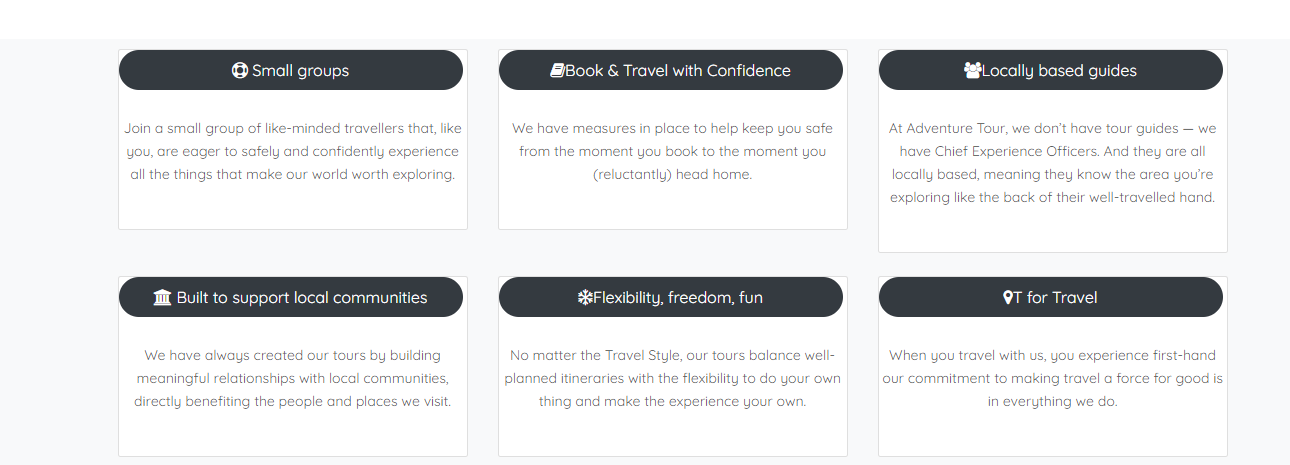 Small groups
Join a small group of like-minded travellers that, like
you, are eager to safely and confidently experience
all the things that make our world worth exploring.
Book & Travel with Confidence
We have measures in place to help keep you safe
from the moment you book to the moment you
(reluctantly) head home.
Locally based guides
At Adventure Tour, we don't have tour guides — we
have Chief Experience Officers. And they are all
locally based, meaning they know the area you're
exploring like the back of their well-travelled hand.
Built to support local communities
We have always created our tours by building
meaningful relationships with local communities,
directly benefiting the people and places we visit.
Flexibility, freedom, fun
No matter the Travel Style, our tours balance well-
planned itineraries with the flexibility to do your own
thing and make the experience your own.
T for Travel
When you travel with us, you experience first-hand
our commitment to making travel a force for good is
in everything we do.